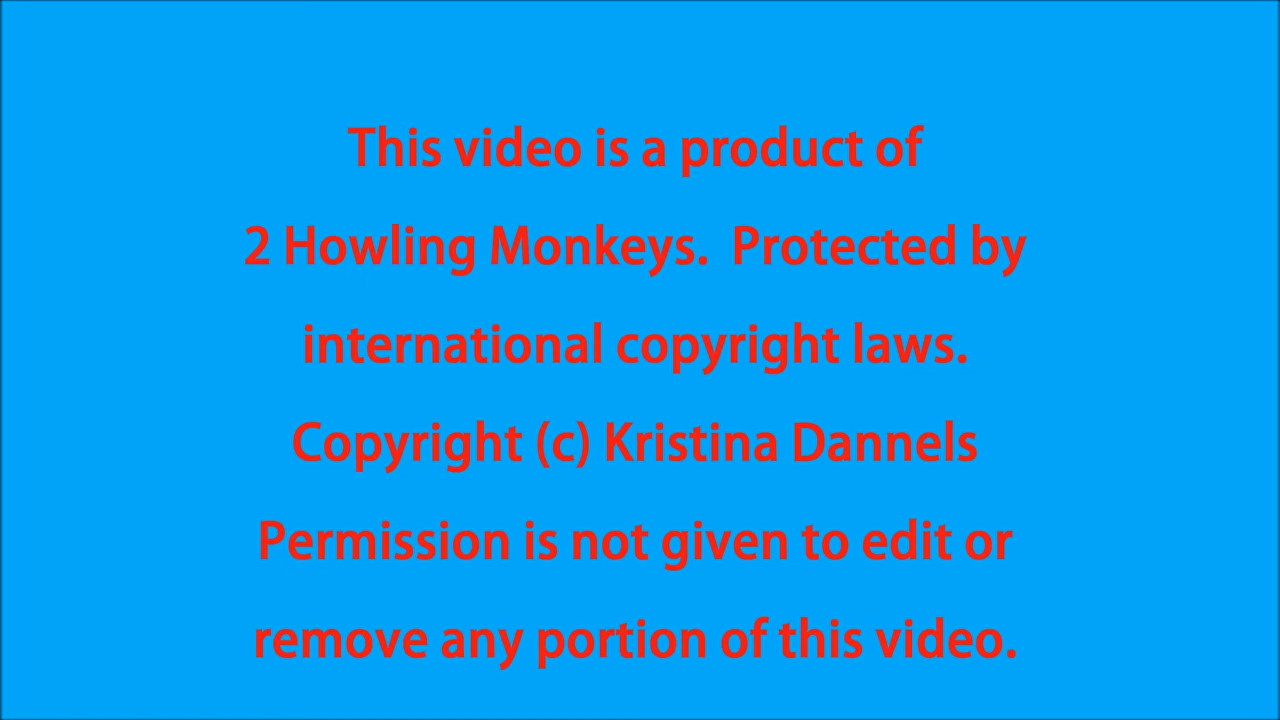 This video is a product of
2 Howling Monkeys.  Protected by
international copyright laws.
Copyright (c) Kristina Dannels
Permission is not given to edit or
remove any portion of this video.